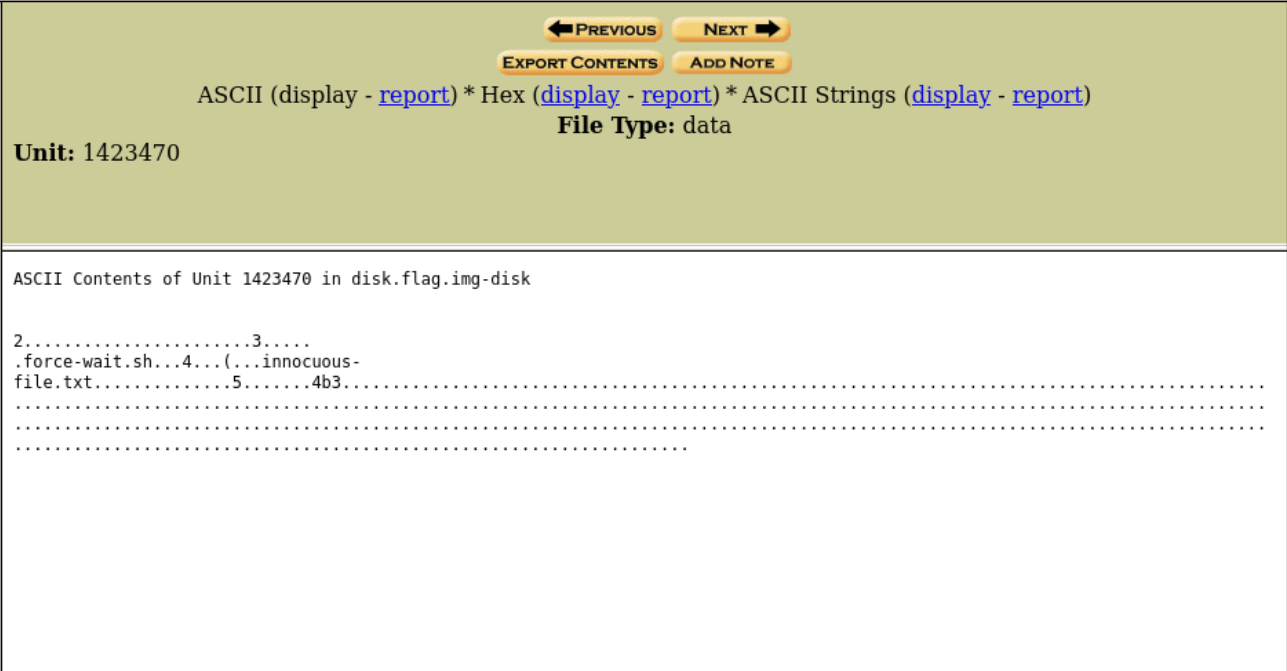 PREVIOUS NEXT
EXPORT CONTENTS ADD NOTE
ASCII (display - report) * Hex (display - report) * ASCII Strings (display - report)
File Type: data
Unit: 1423470
ASCII Contents of Unit 1423470 in disk.flag.img-disk
2.......................3.....
.force-wait.sh...4...(...innocuous-
file.txt..............5.......4b3.............................................................................................
..............................................................................................................................
..............................................................................................................................
....................................................................